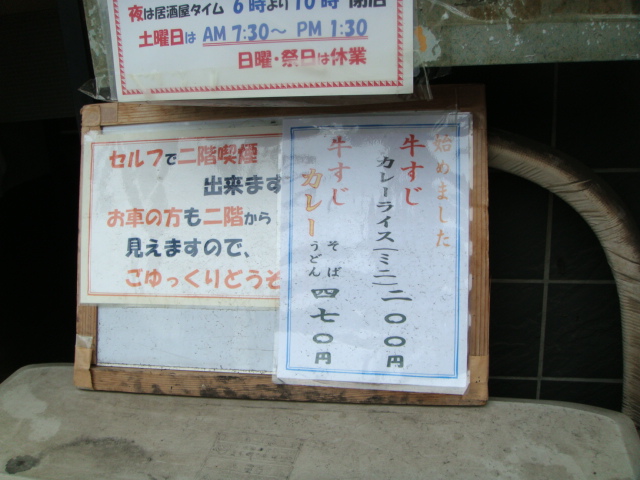 夜は居酒屋タイム 6時より10時 閉店
土曜日は AM 7:30～ PM 1:30
日曜・祭日は休業
セルフで二階喫煙
出来ます
お車の方も二階から
見えますので、
ごゆっくりどうぞ
始めました
牛すじ
カレーライス(ミニ)二〇〇円
牛すじ
カレー
そば
うどん
四七〇円